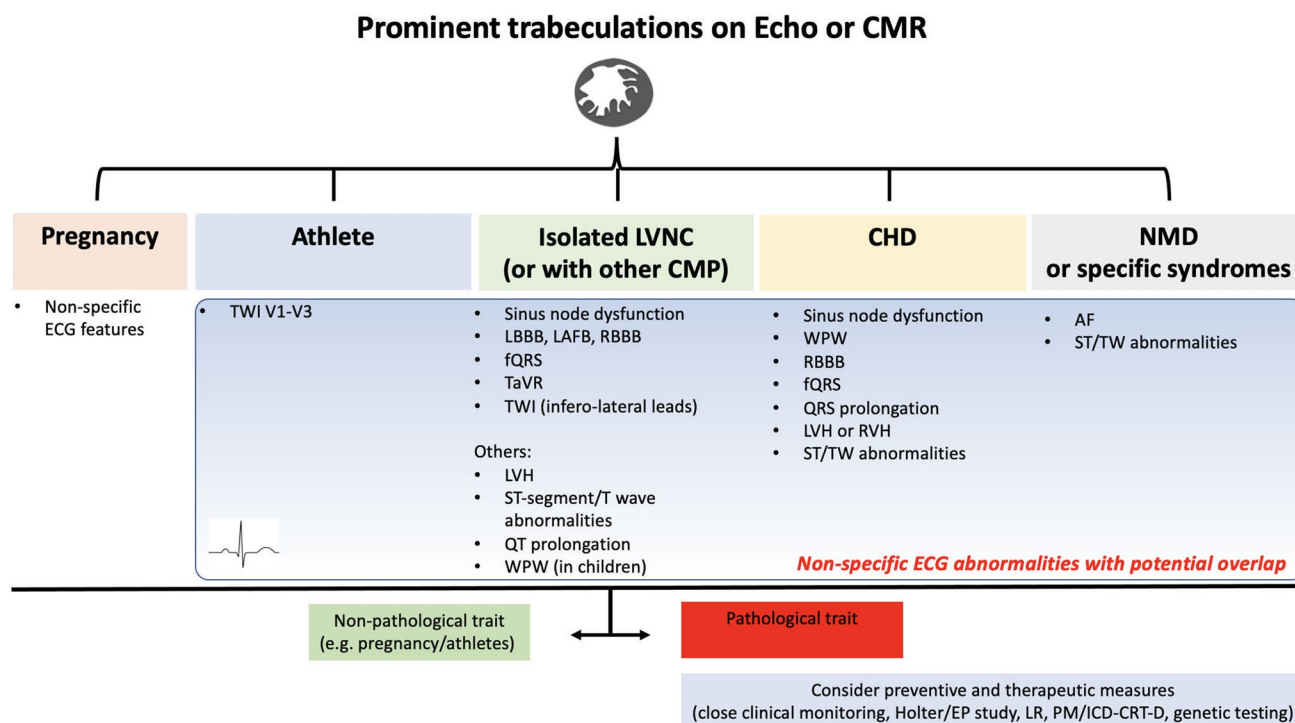 Prominent trabeculations on Echo or CMR
Pregnancy
• Non-specific
ECG features
Athlete
• TWI V1-V3
Isolated LVNC
(or with other CMP)
• Sinus node dysfunction
• LBBB, LAFB, RBBB
• fQRS
• TaVR
• TWI (infero-lateral leads)
Others:
• LVH
• ST-segment/T wave
abnormalities
• QT prolongation
• WPW (in children)
CHD
• Sinus node dysfunction
• WPW
• RBBB
• fQRS
• QRS prolongation
• LVH or RVH
• ST/TW abnormalities
NMD
or specific syndromes
• AF
• ST/TW abnormalities
Non-specific ECG abnormalities with potential overlap
Non-pathological trait
(e.g. pregnancy/athletes)
Pathological trait
Consider preventive and therapeutic measures
(close clinical monitoring, Holter/EP study, LR, PM/ICD-CRT-D, genetic testing)